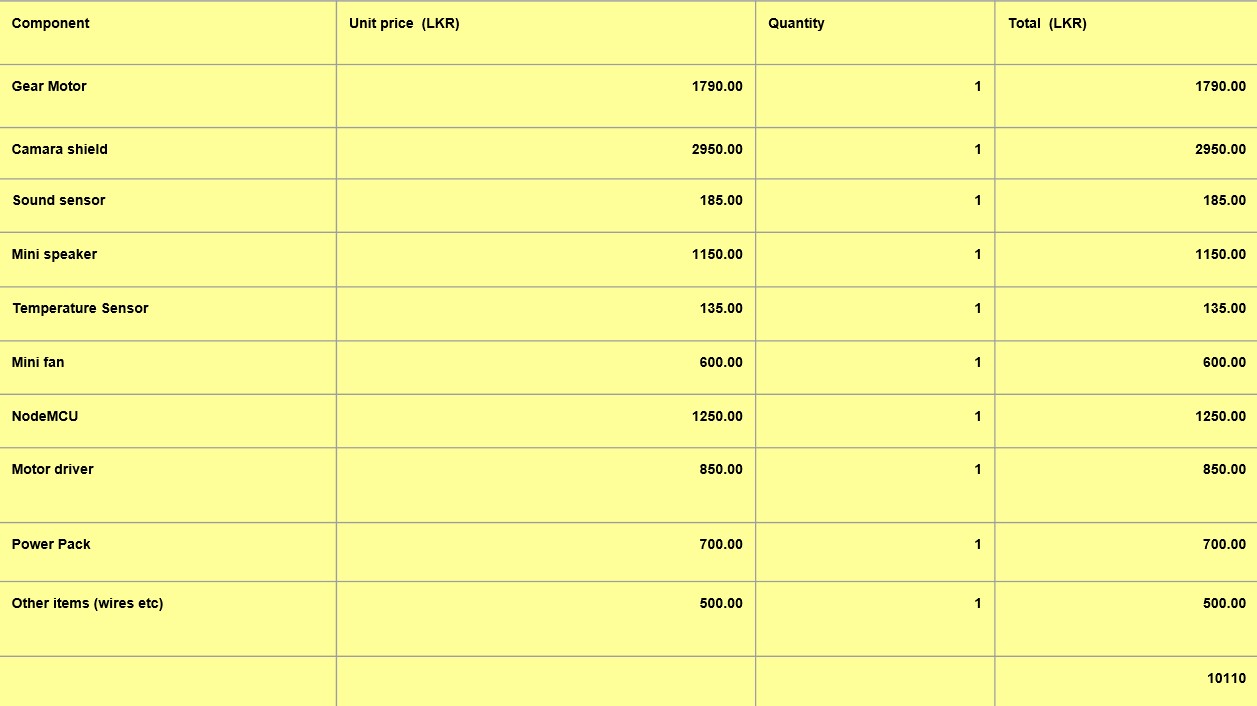 Component Unit price (LKR) Quantity Total (LKR)
Gear Motor 1790.00 1 1790.00
Camara shield 2950.00 1 2950.00
Sound sensor 185.00 1 185.00
Mini speaker 1150.00 1 1150.00
Temperature Sensor 135.00 1 135.00
Mini fan 600.00 1 600.00
NodeMCU 1250.00 1 1250.00
Motor driver 850.00 1 850.00
Power Pack 700.00 1 700.00
Other items (wires etc) 500.00 1 500.00
10110